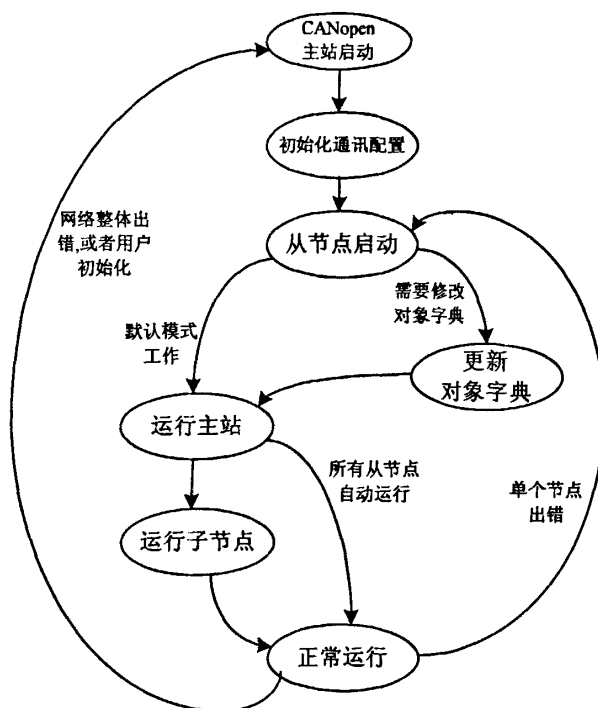 CANopen
主站启动
初始化通讯配置
网络整体出
错,或者用户
初始化
从节点启动
需要修改
对象字典
默认模式
工作
更新
对象字典
运行主站
所有从节点
自动运行
单个节点
出错
运行子节点
正常运行